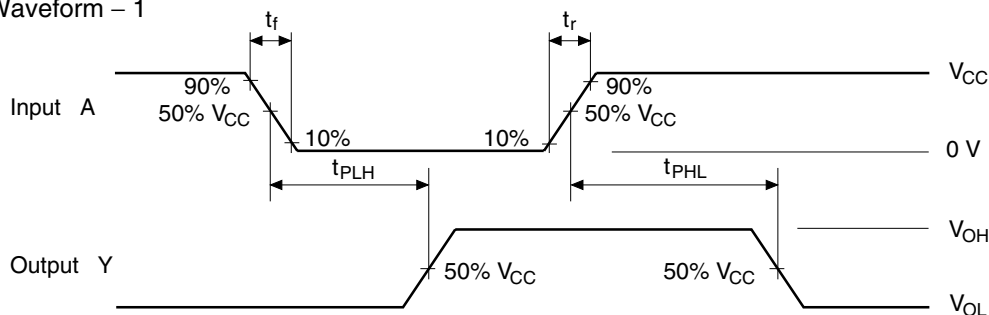 Waveform – 1
tf
tr
VCC
90%
90%
Input A
50% VCC
50% VCC
10%
10%
0 V
tPLH
tPHL
VOH
Output Y
50% VCC
50% VCC
VOL